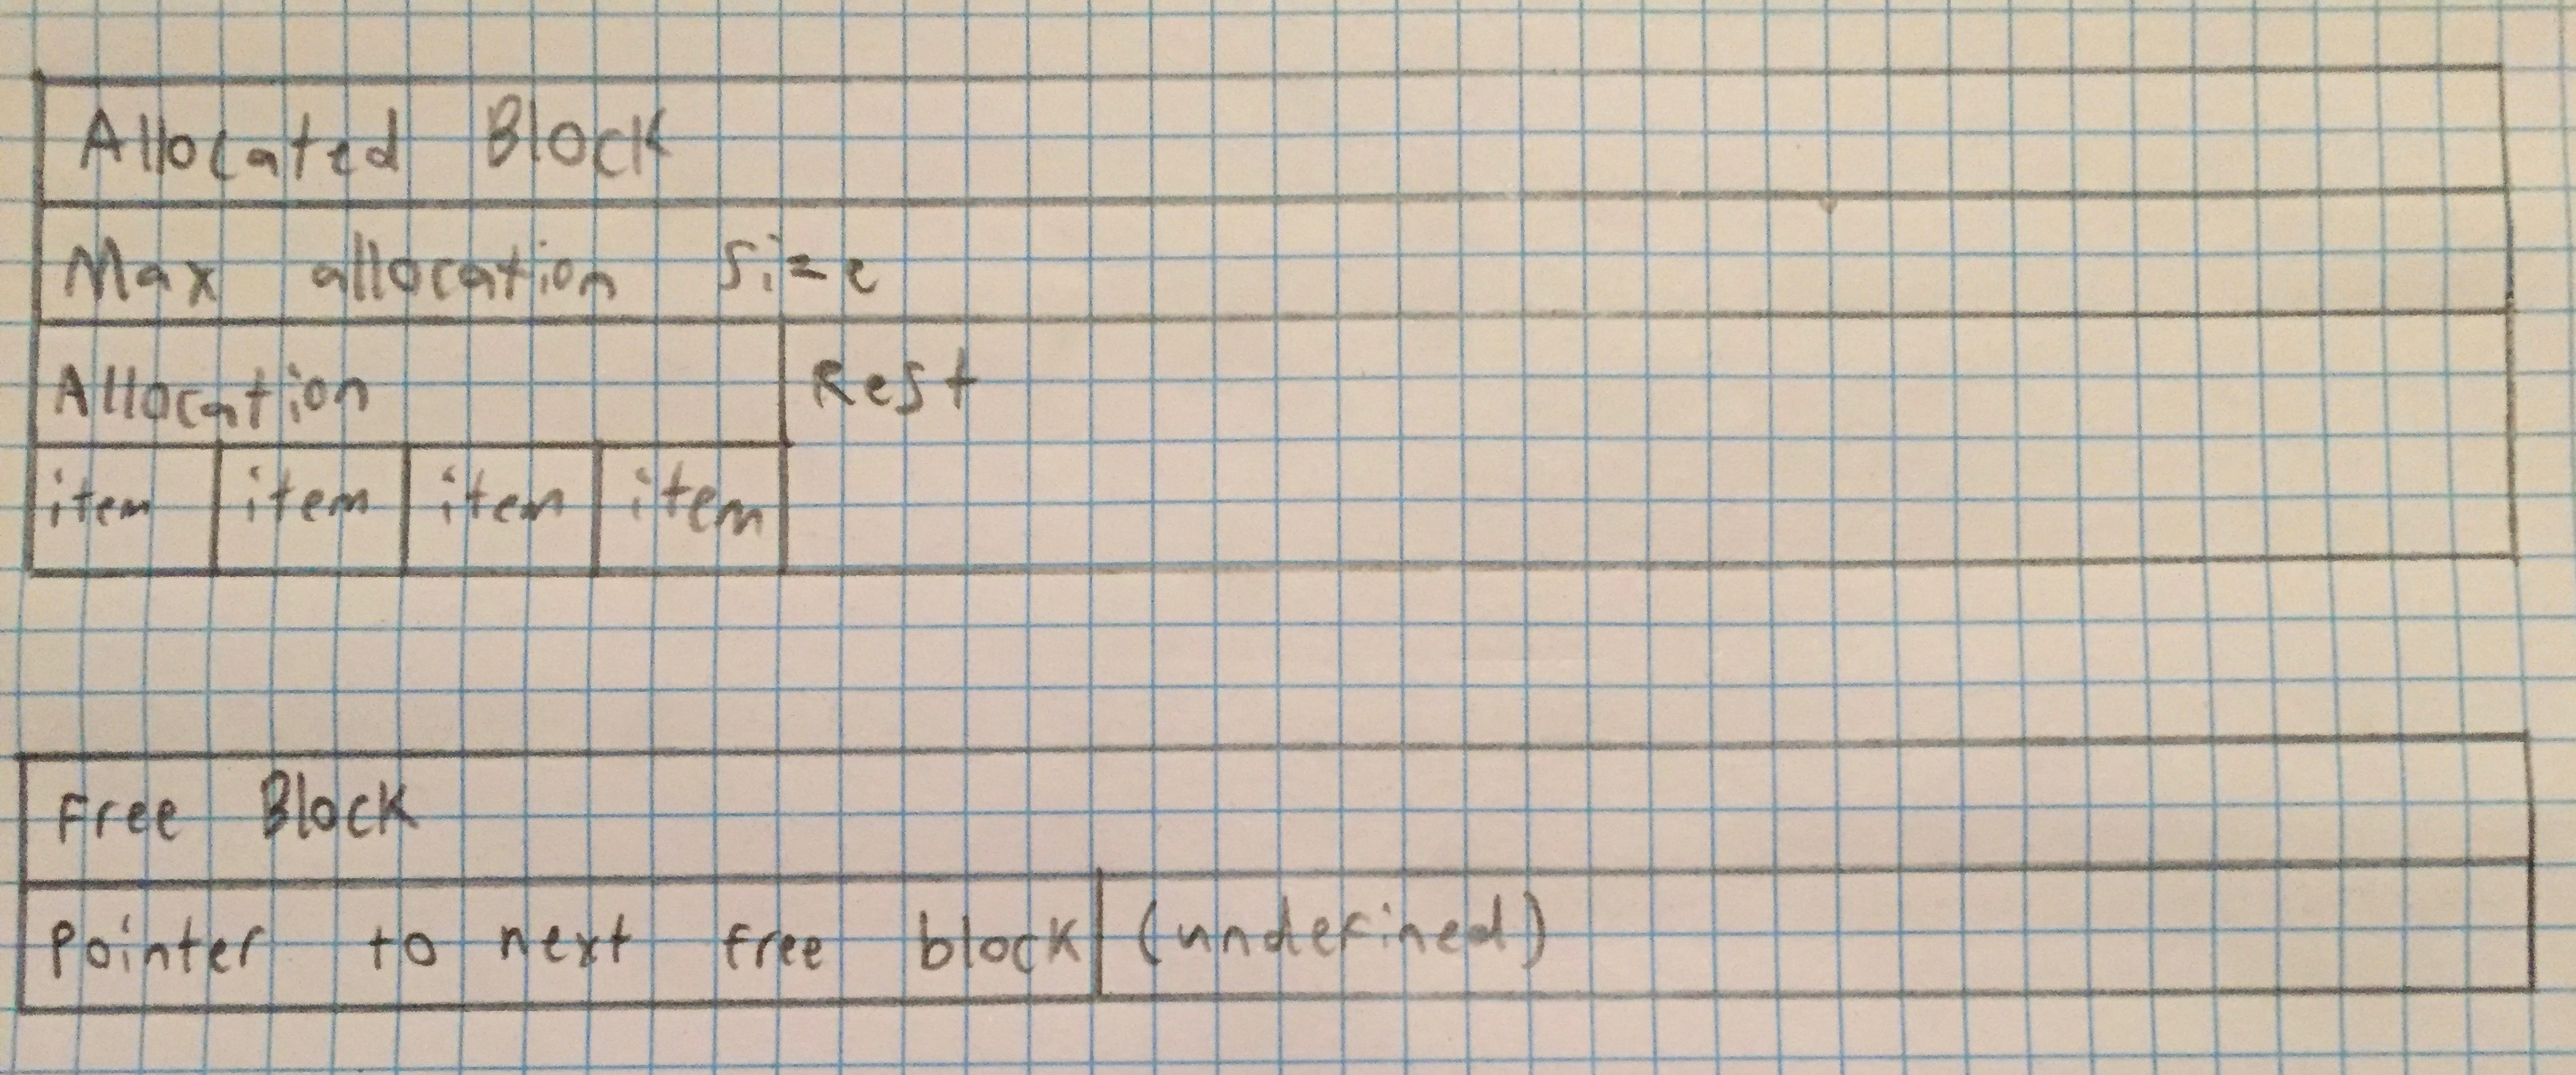 Allocated Block
Max allocation size
Allocation Rest
item item item item
Free Block
Pointer to next free block (undefined)